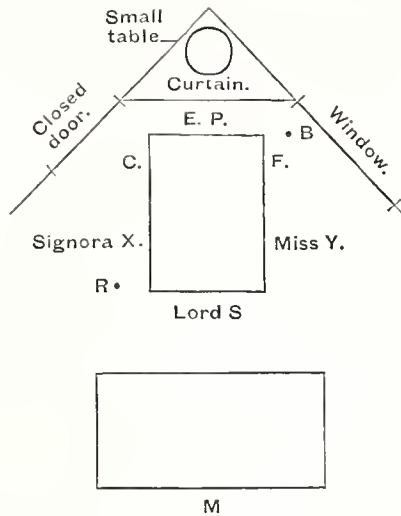 Small
table
Curtain.
Closed
door.
Window.
E. P.
B
C.
F.
Signora X.
Miss Y.
R
Lord S
M